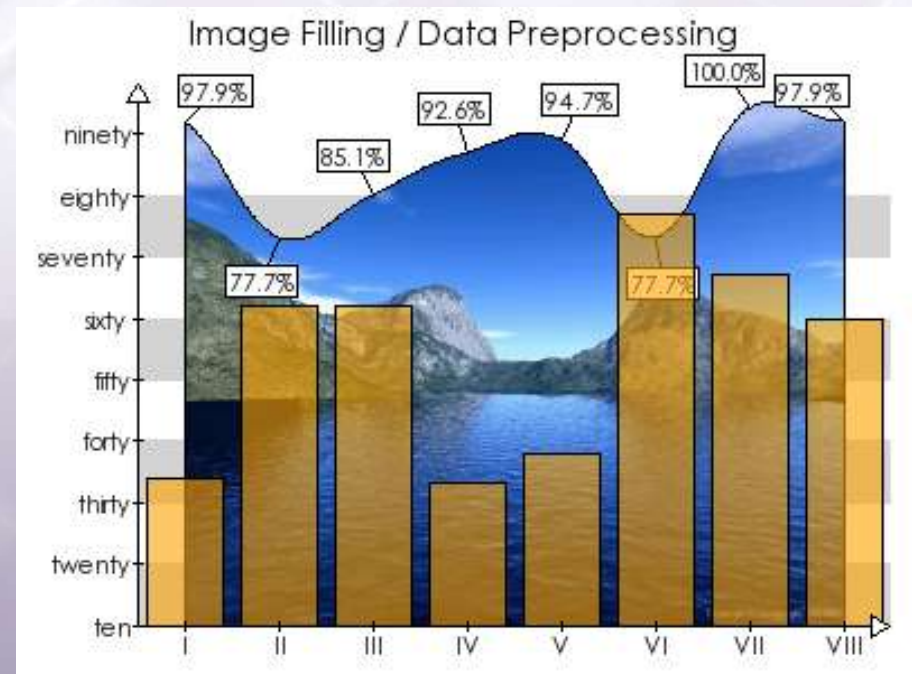 Image Filling / Data Preprocessing
97.9%
77.7%
85.1%
92.6%
94.7%
77.7%
100.0%
97.9%
ninety
eighty
seventy
sixty
fifty
forty
thirty
twenty
ten
I II III IV V VI VII VIII